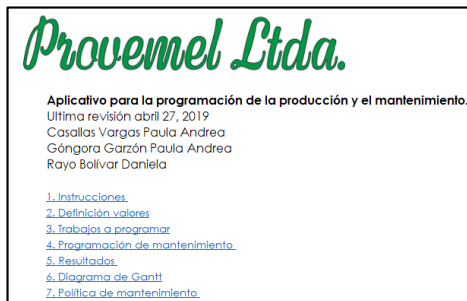 Provemel Ltda.
Aplicativo para la programación de la producción y el mantenimiento.
Ultima revisión abril 27, 2019
Casallas Vargas Paula Andrea
Góngora Garzón Paula Andrea
Rayo Bolívar Daniela
1. Instrucciones
2. Definición valores
3. Trabajos a programar
4. Programación de mantenimiento
5. Resultados
6. Diagrama de Gantt
7. Política de mantenimiento